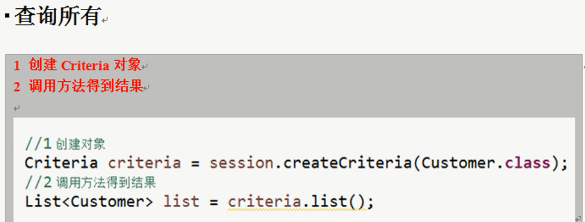 查询所有
1 创建 Criteria 对象
2 调用方法得到结果
//1 创建对象
Criteria criteria = session.createCriteria(Customer.class);
//2 调用方法得到结果
List<Customer> list = criteria.list();